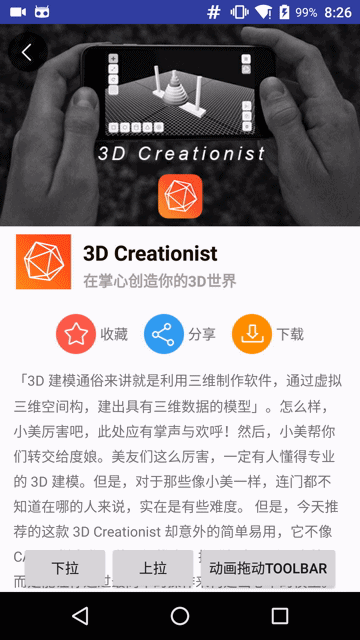 99% 8:26
3D Creationist
3D Creationist
在掌心创造你的3D世界
收藏 分享 下载
「3D 建模通俗来讲就是利用三维制作软件，通过虚拟
三维空间构，建出具有三维数据的模型」。怎么样，
小美厉害吧，此处应有掌声与欢呼！然后，小美帮你
们转交给度娘。美友们这么厉害，一定有人懂得专业
的 3D 建模。但是，对于那些像小美一样，连门都不
知道在哪的人来说，实在是有些难度。 但是，今天推
荐的这款 3D Creationist 却意外的简单易用，它不像
下拉 上拉 动画拖动TOOLBAR